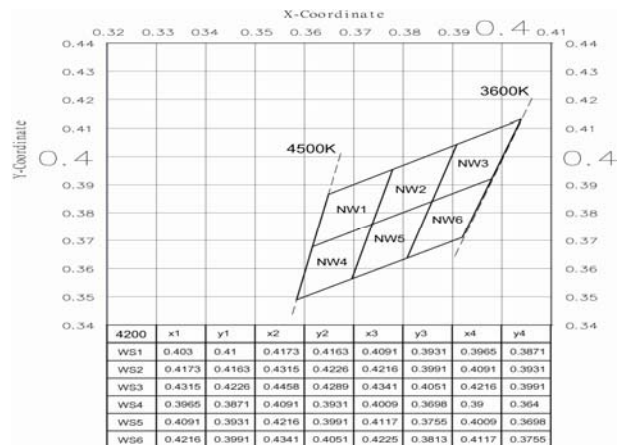 X-Coordinate
0.32 0.33 0.34 0.35 0.36 0.37 0.38 0.39 0.4 0.41
0.44 0.44
0.43 0.43
0.42 0.42
3600K
0.41 0.41
Y-Coordinate
4500K
0.4 0.4
NW3
0.39 0.39
NW2
NW1
0.38 0.38
NW6
0.37 0.37
NW5
NW4
0.36 0.36
0.35 0.35
0.34 0.34
4200 x1 y1 x2 y2 x3 y3 x4 y4
WS1 0.403 0.41 0.4173 0.4163 0.4091 0.3931 0.3965 0.3871
WS2 0.4173 0.4163 0.4315 0.4226 0.4216 0.3991 0.4091 0.3931
WS3 0.4315 0.4226 0.4458 0.4289 0.4341 0.4051 0.4216 0.3991
WS4 0.3965 0.3871 0.4091 0.3931 0.4009 0.3698 0.39 0.364
WS5 0.4091 0.3931 0.4216 0.3991 0.4117 0.3755 0.4009 0.3698
WS6 0.4216 0.3991 0.4341 0.4051 0.4225 0.3813 0.4117 0.3755